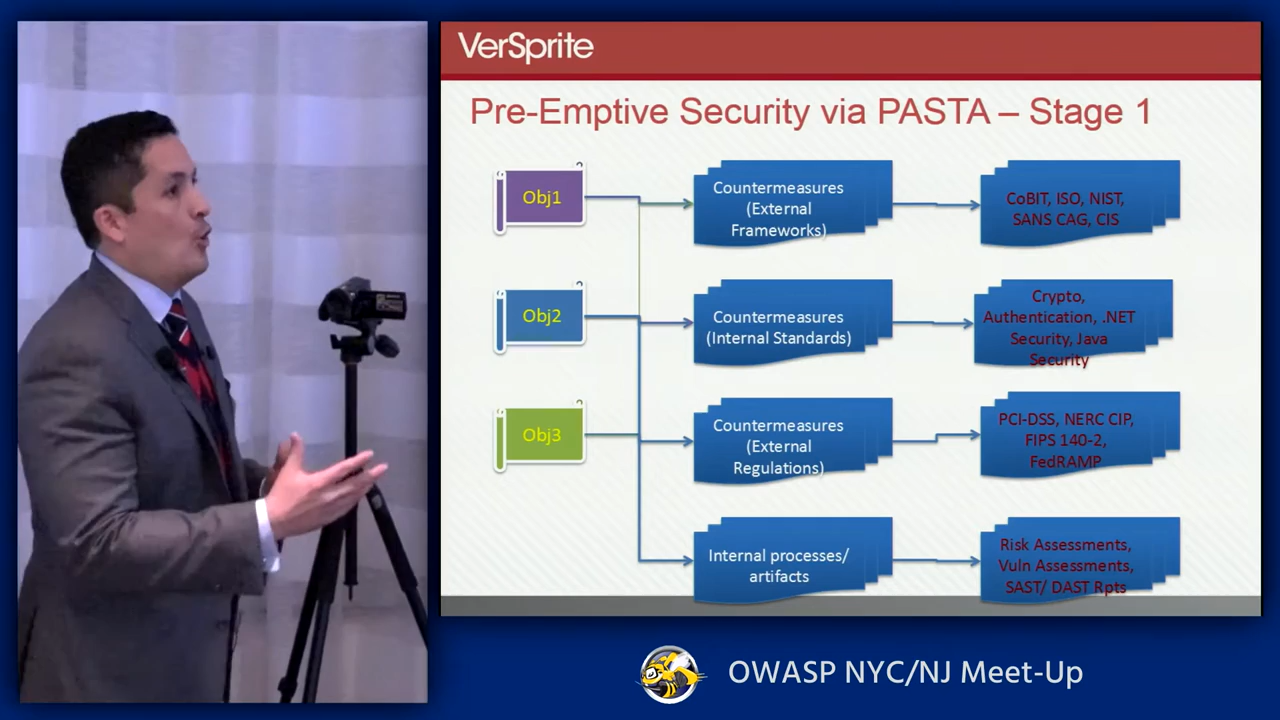 VerSprite
Pre-Emptive Security via PASTA – Stage 1
Obj1
Countermeasures
(External
Frameworks)
CoBIT, ISO, NIST,
SANS CAG, CIS
Obj2
Countermeasures
(Internal Standards)
Crypto,
Authentication, .NET
Security, Java
Security
Obj3
Countermeasures
(External
Regulations)
PCI-DSS, NERC CIP,
FIPS 140-2,
FedRAMP
Internal processes/
artifacts
Risk Assessments,
Vuln Assessments,
SAST/ DAST Rpts
OWASP NYC/NJ Meet-Up